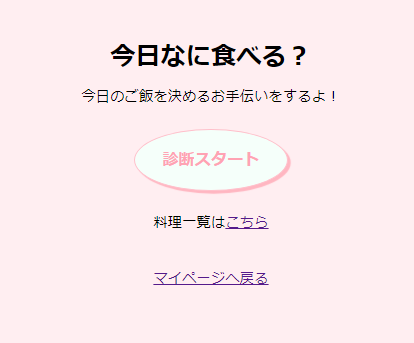 今日なに食べる？
今日のご飯を決めるお手伝いをするよ！
診断スタート
料理一覧はこちら
マイページへ戻る